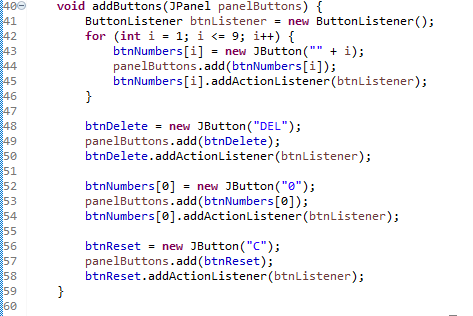 40 void addButtons(JPanel panelButtons) {
41 ButtonListener btnListener = new ButtonListener();
42 for (int i = 1; i <= 9; i++) {
43 btnNumbers[i] = new JButton("" + i);
44 panelButtons.add(btnNumbers[i]);
45 btnNumbers[i].addActionListener(btnListener);
46 }
47
48 btnDelete = new JButton("DEL");
49 panelButtons.add(btnDelete);
50 btnDelete.addActionListener(btnListener);
51
52 btnNumbers[0] = new JButton("0");
53 panelButtons.add(btnNumbers[0]);
54 btnNumbers[0].addActionListener(btnListener);
55
56 btnReset = new JButton("C");
57 panelButtons.add(btnReset);
58 btnReset.addActionListener(btnListener);
59 }
60